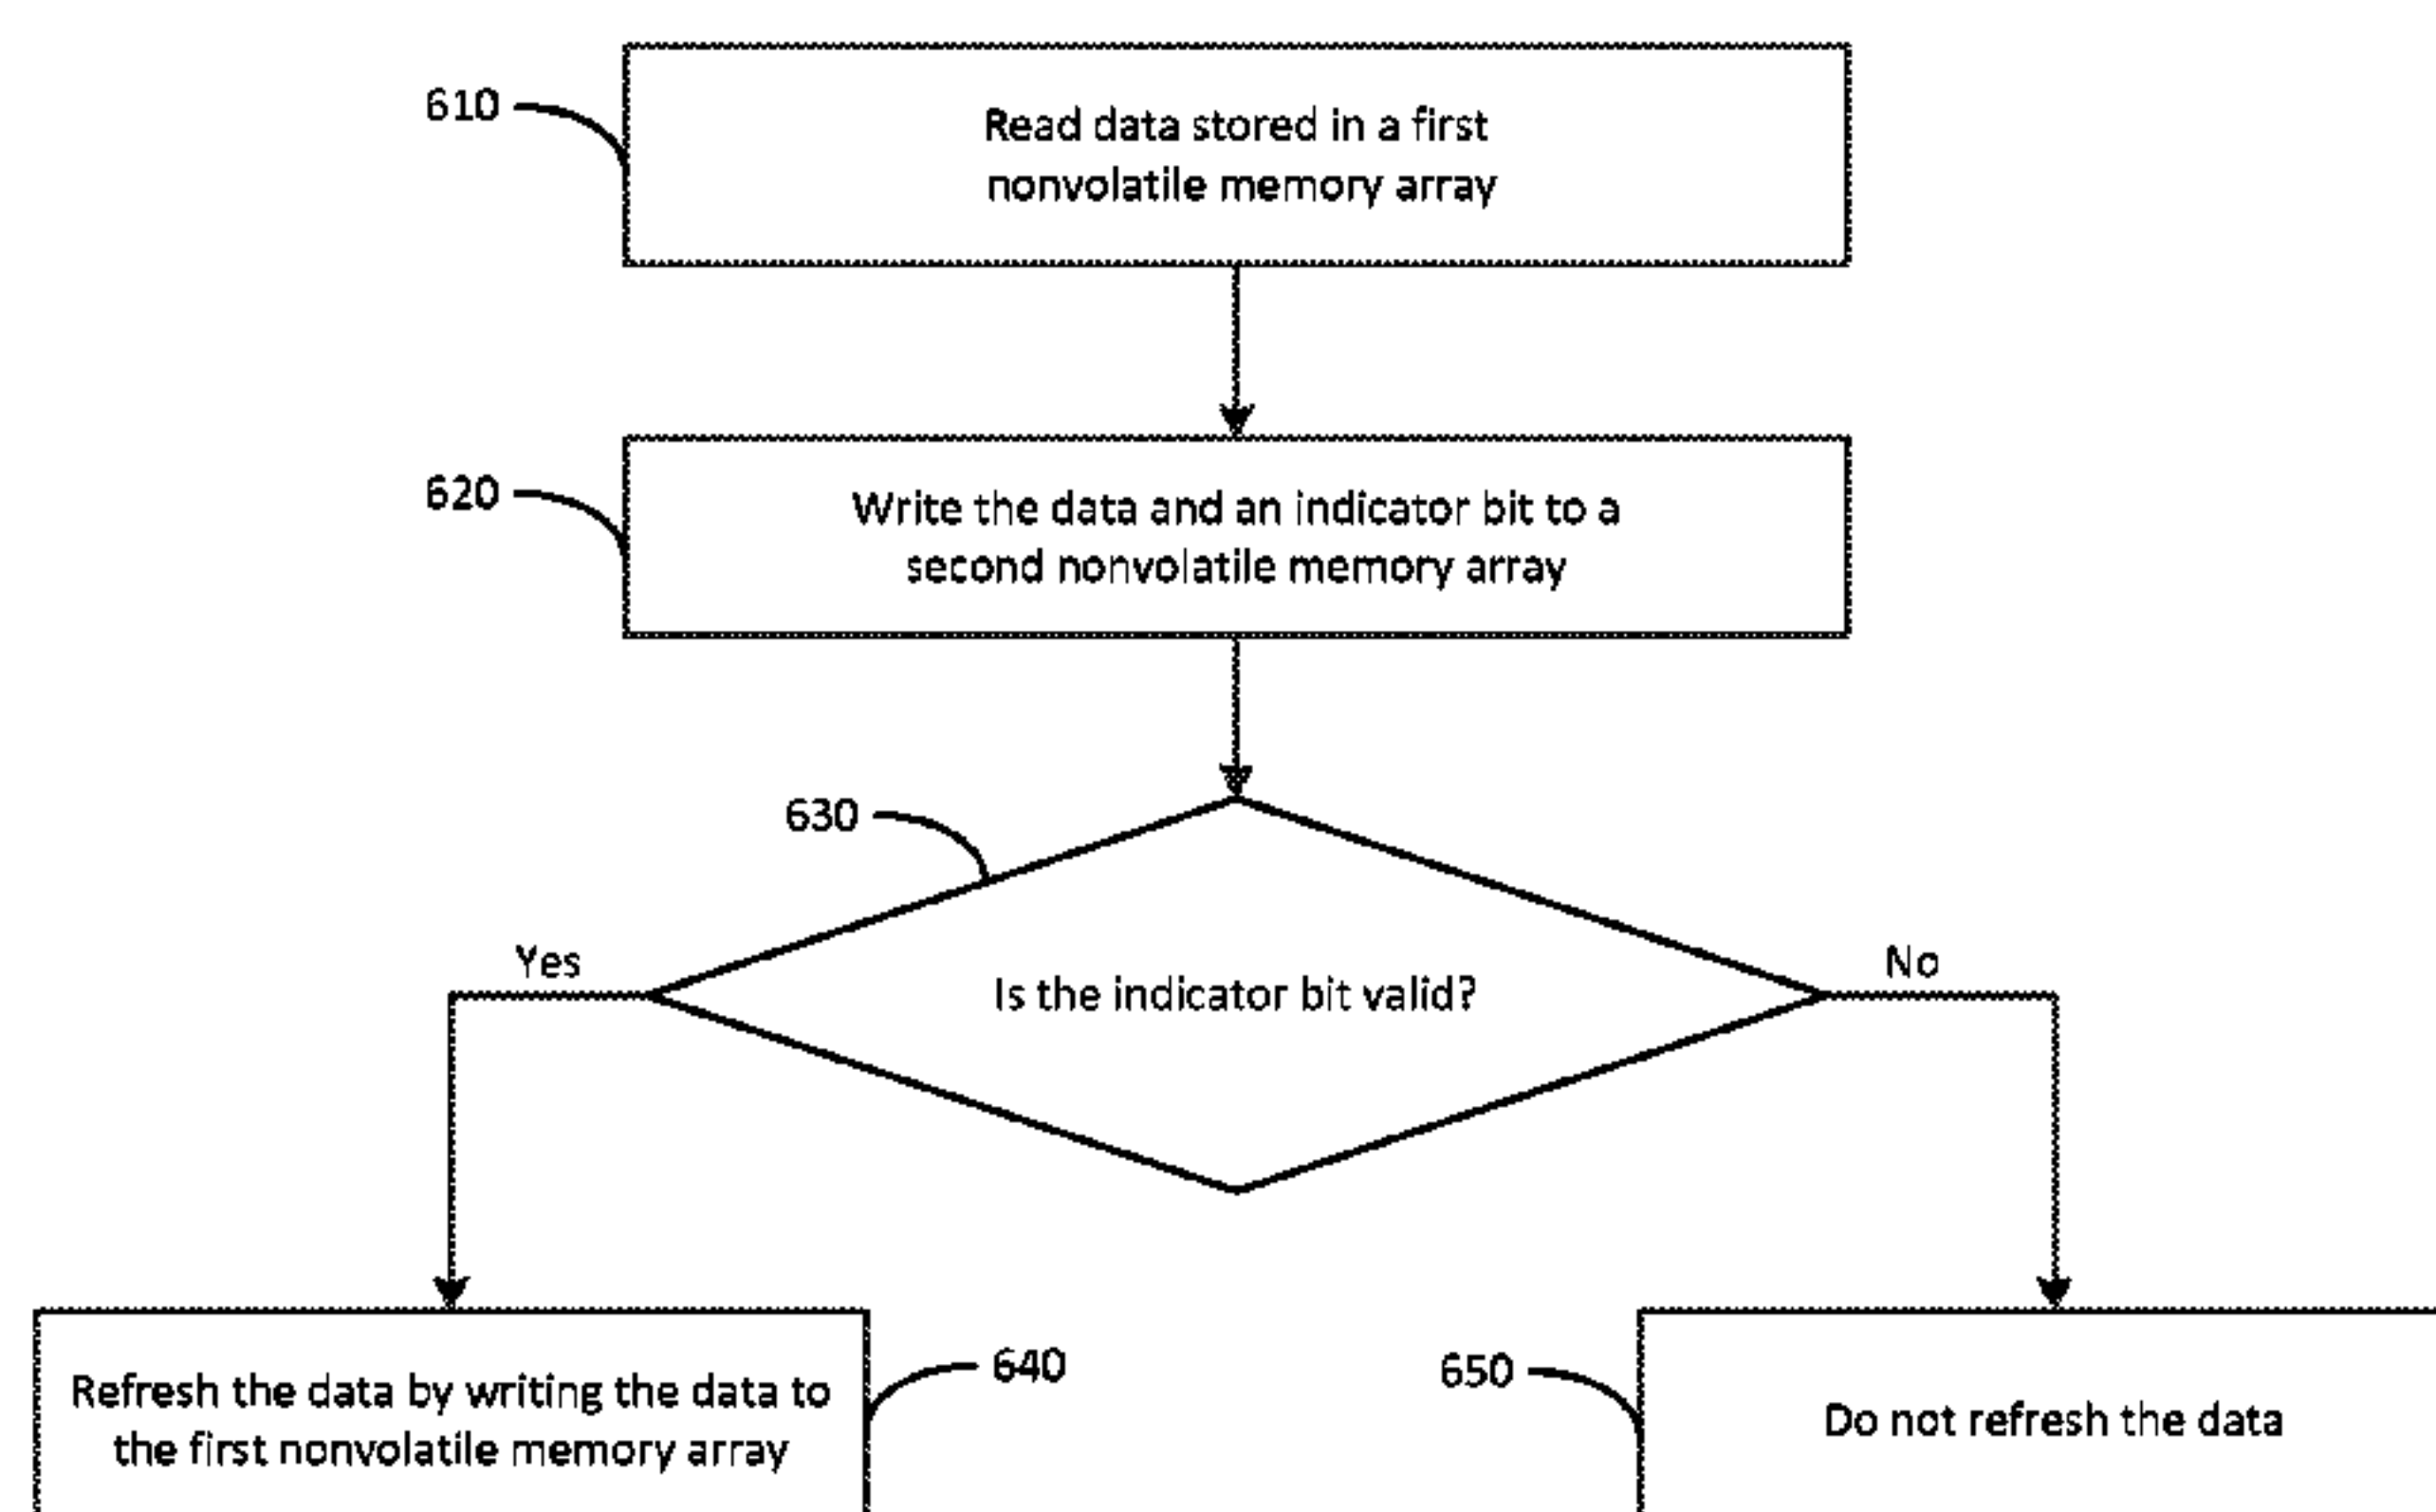 610
Read data stored in a first
nonvolatile memory array
620
Write the data and an indicator bit to a
second nonvolatile memory array
630
Yes
Is the indicator bit valid?
No
Refresh the data by writing the data to
the first nonvolatile memory array
640
650
Do not refresh the data